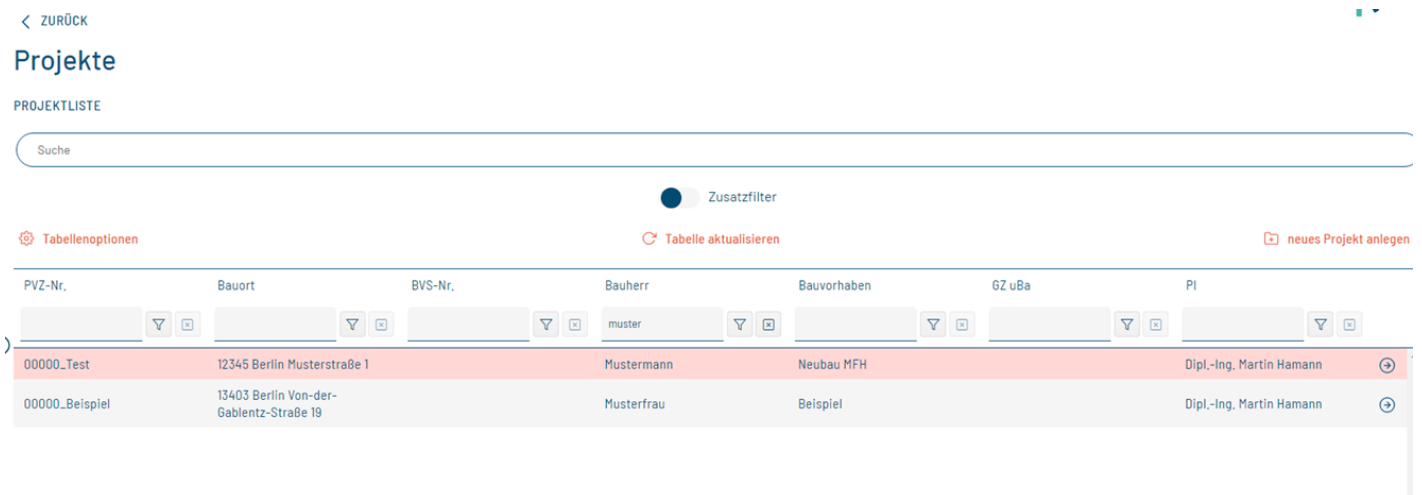 ZURÜCK
Projekte
PROJEKTLISTE
Suche
Zusatzfilter
Tabellenoptionen
Tabelle aktualisieren
neues Projekt anlegen
PVZ-Nr. Bauort BVS-Nr. Bauherr Bauvorhaben GZ uBa PI
muster
00000_Test 12345 Berlin Musterstraße 1 Mustermann Neubau MFH Dipl.-Ing. Martin Hamann
00000_Beispiel 13403 Berlin Von-der-
Gablentz-Straße 19 Musterfrau Beispiel Dipl.-Ing. Martin Hamann